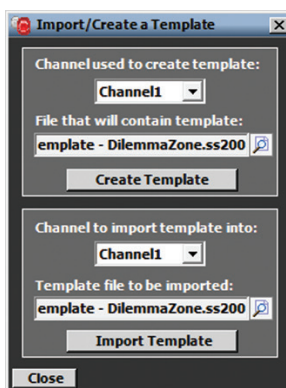 Import/Create a Template
Channel used to create template:
Channel1
File that will contain template:
emplate - DilemmaZone.ss200
Create Template
Channel to import template into:
Channel1
Template file to be imported:
emplate - DilemmaZone.ss200
Import Template
Close